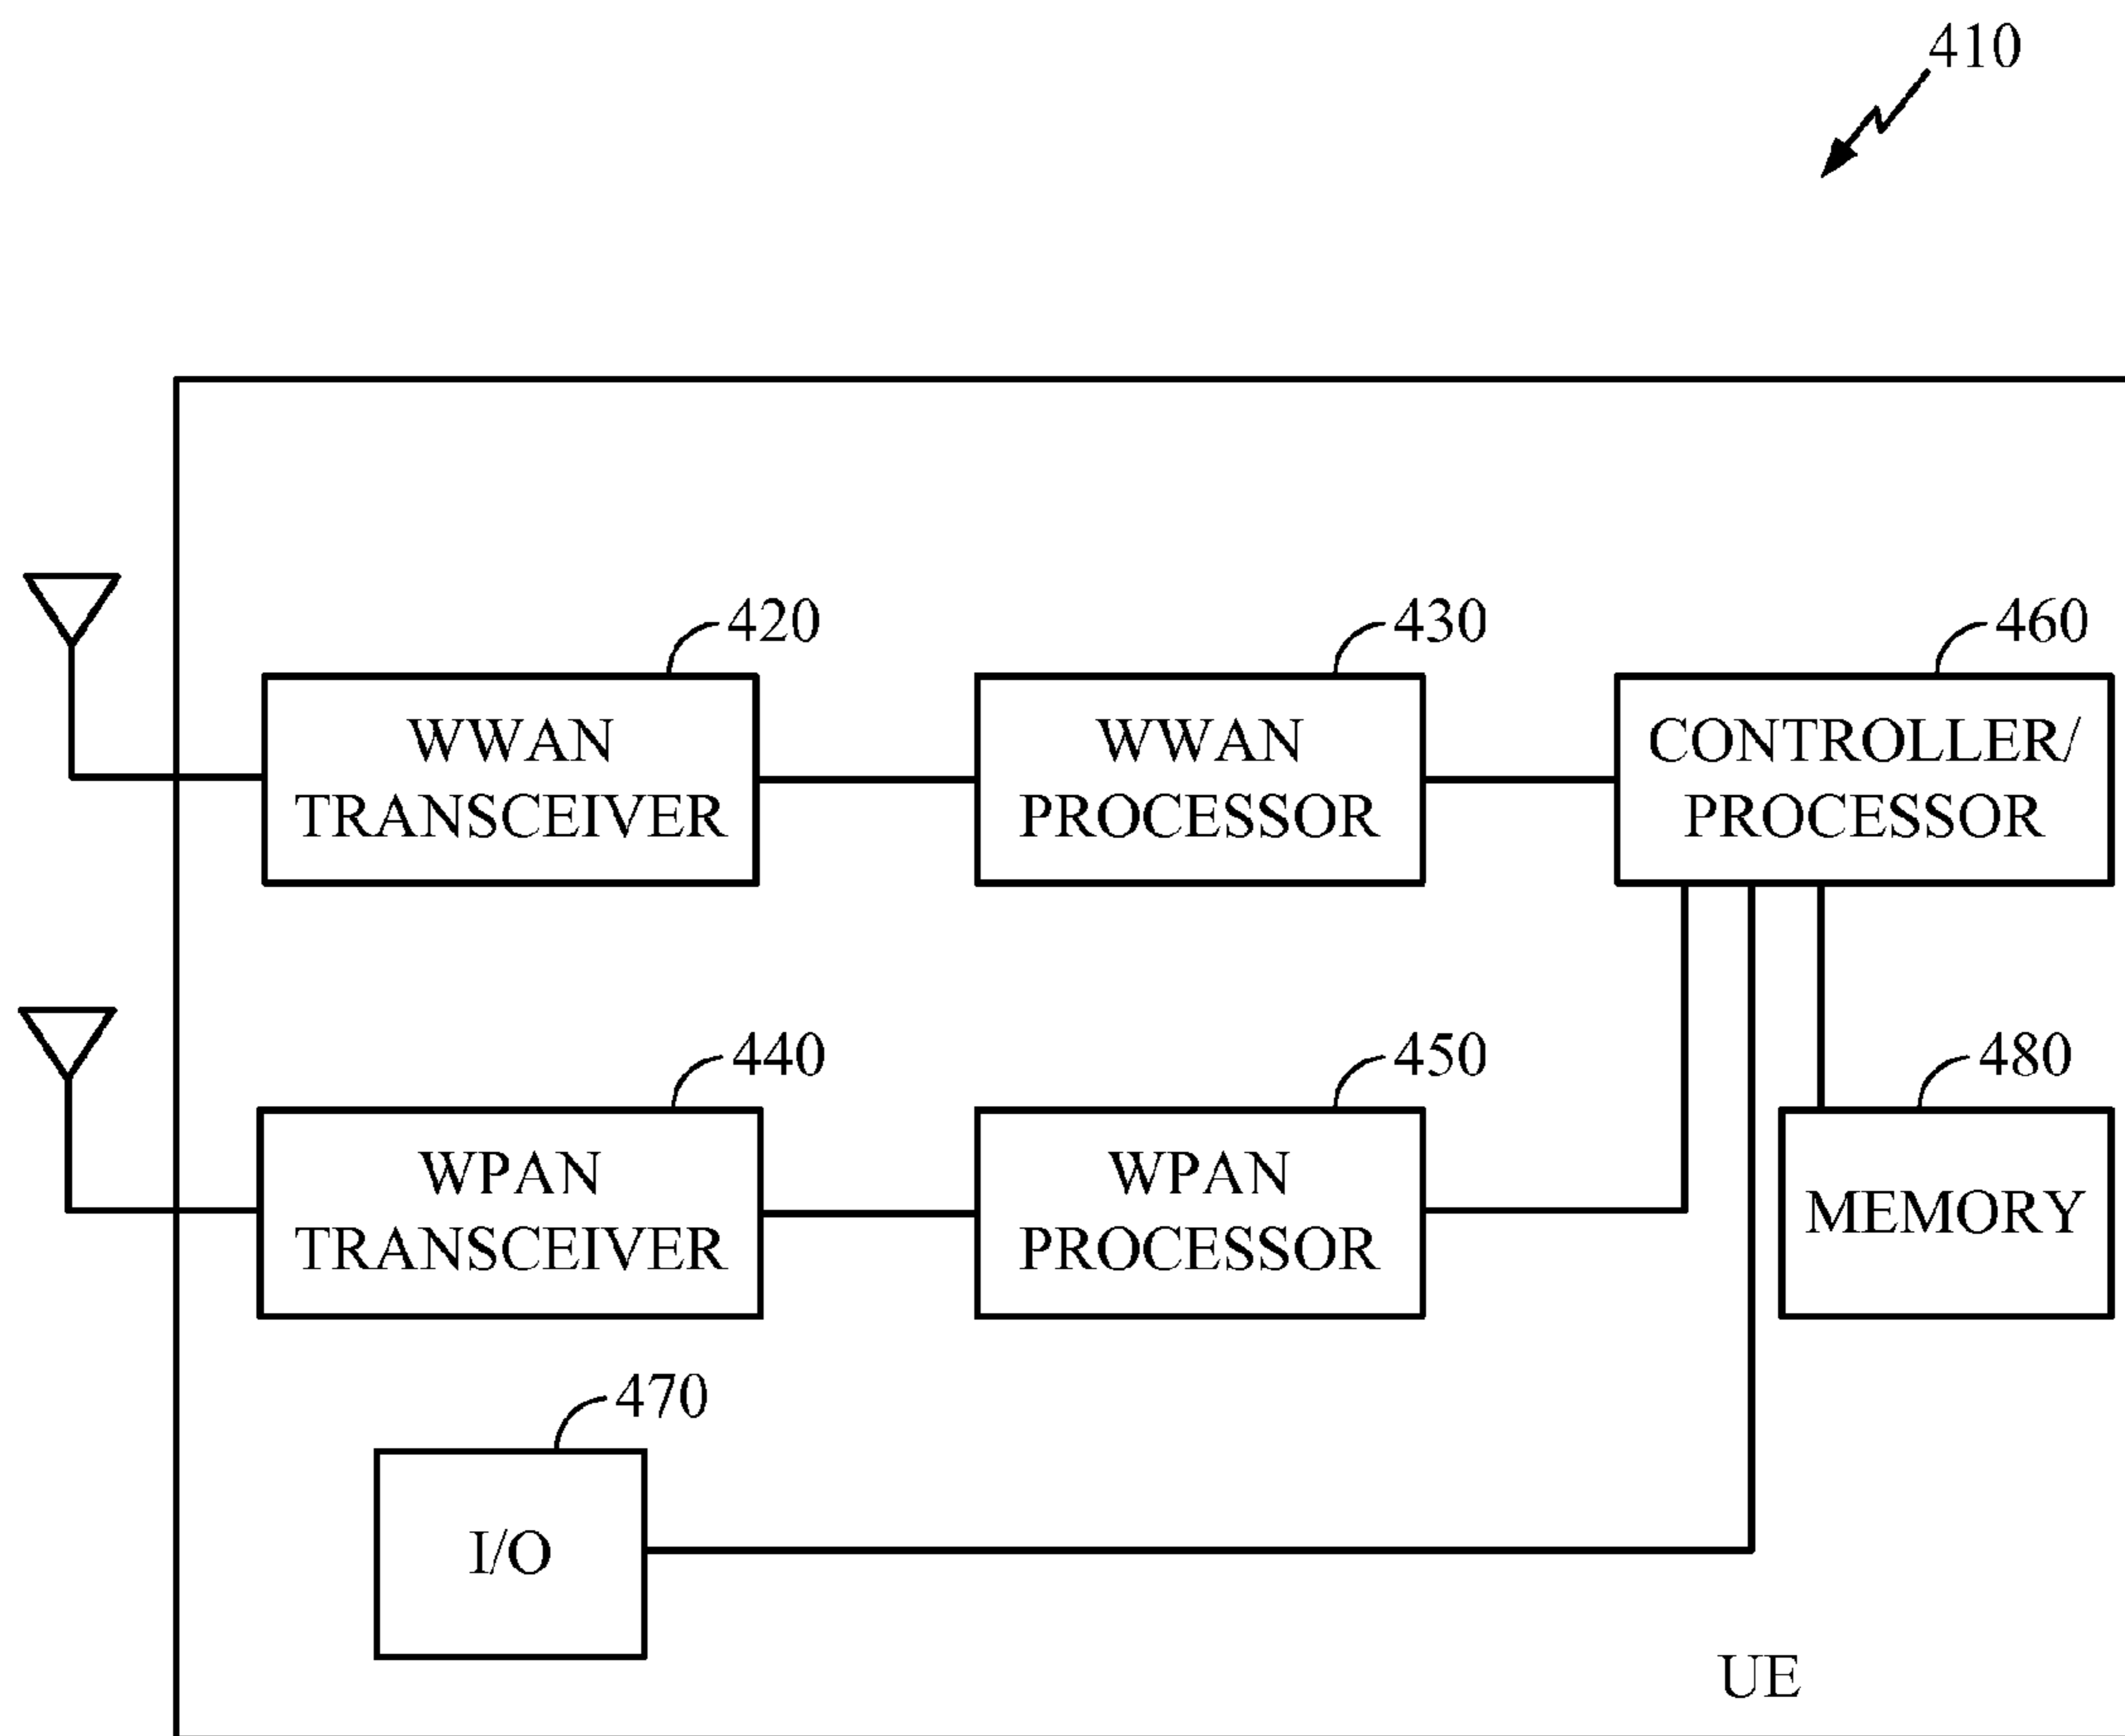 410
420
430
460
WWAN
TRANSCEIVER
WWAN
PROCESSOR
CONTROLLER/
PROCESSOR
440
450
480
WPAN
TRANSCEIVER
WPAN
PROCESSOR
MEMORY
470
I/O
UE